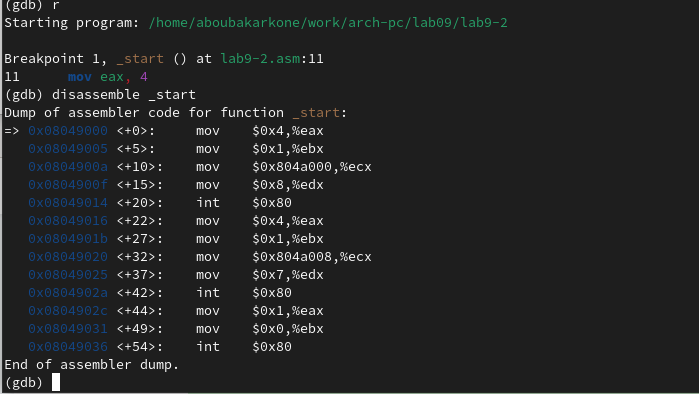 (gdb) r
Starting program: /home/aboubakarkone/work/arch-pc/lab09/lab9-2
Breakpoint 1, _start () at lab9-2.asm:11
11      mov eax, 4
(gdb) disassemble _start
Dump of assembler code for function _start:
=> 0x08049000 <+0>:     mov    $0x4,%eax
   0x08049005 <+5>:     mov    $0x1,%ebx
   0x0804900a <+10>:    mov    $0x804a000,%ecx
   0x0804900f <+15>:    mov    $0x8,%edx
   0x08049014 <+20>:    int    $0x80
   0x08049016 <+22>:    mov    $0x4,%eax
   0x0804901b <+27>:    mov    $0x1,%ebx
   0x08049020 <+32>:    mov    $0x804a008,%ecx
   0x08049025 <+37>:    mov    $0x7,%edx
   0x0804902a <+42>:    int    $0x80
   0x0804902c <+44>:    mov    $0x1,%eax
   0x08049031 <+49>:    mov    $0x0,%ebx
   0x08049036 <+54>:    int    $0x80
End of assembler dump.
(gdb)